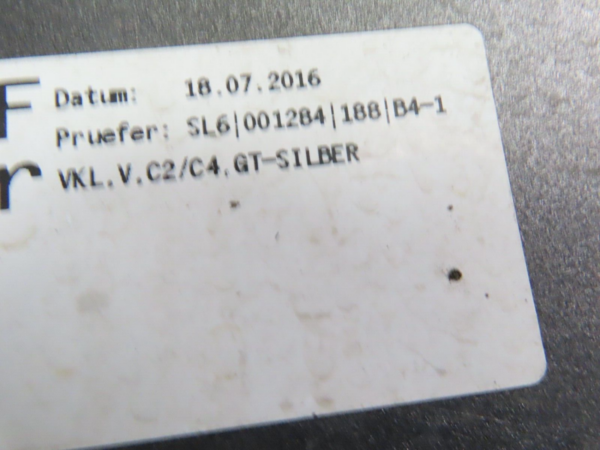 F
Datum: 18.07.2016
Pruefer: SL6|001284|188|B4-1
r
VKL.V.C2/C4.GT-SILBER